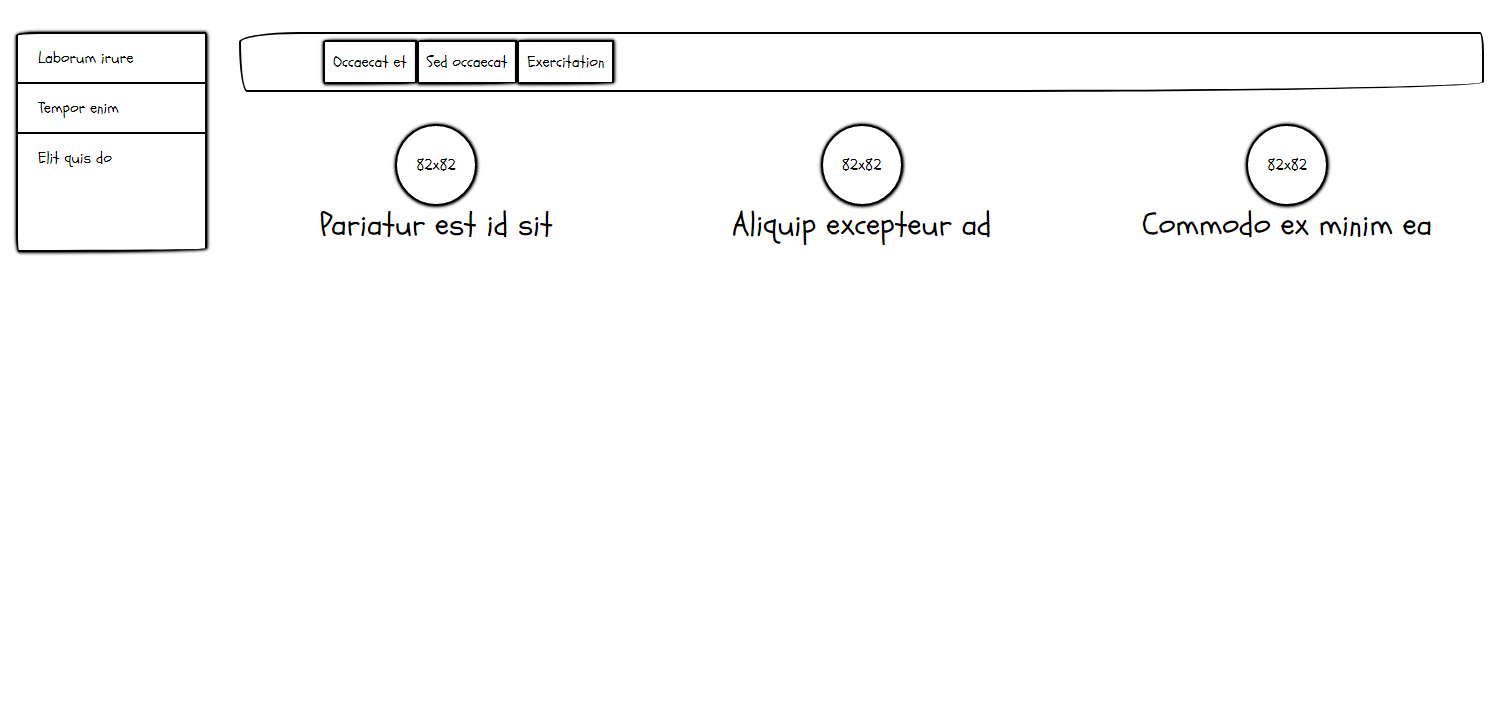 Laborum irure
Tempor enim
Elit quis do
Occaecat et
Sed occaecat
Exercitation
82x82
Pariatur est id sit
82x82
Aliquip excepteur ad
82x82
Commodo ex minim ea